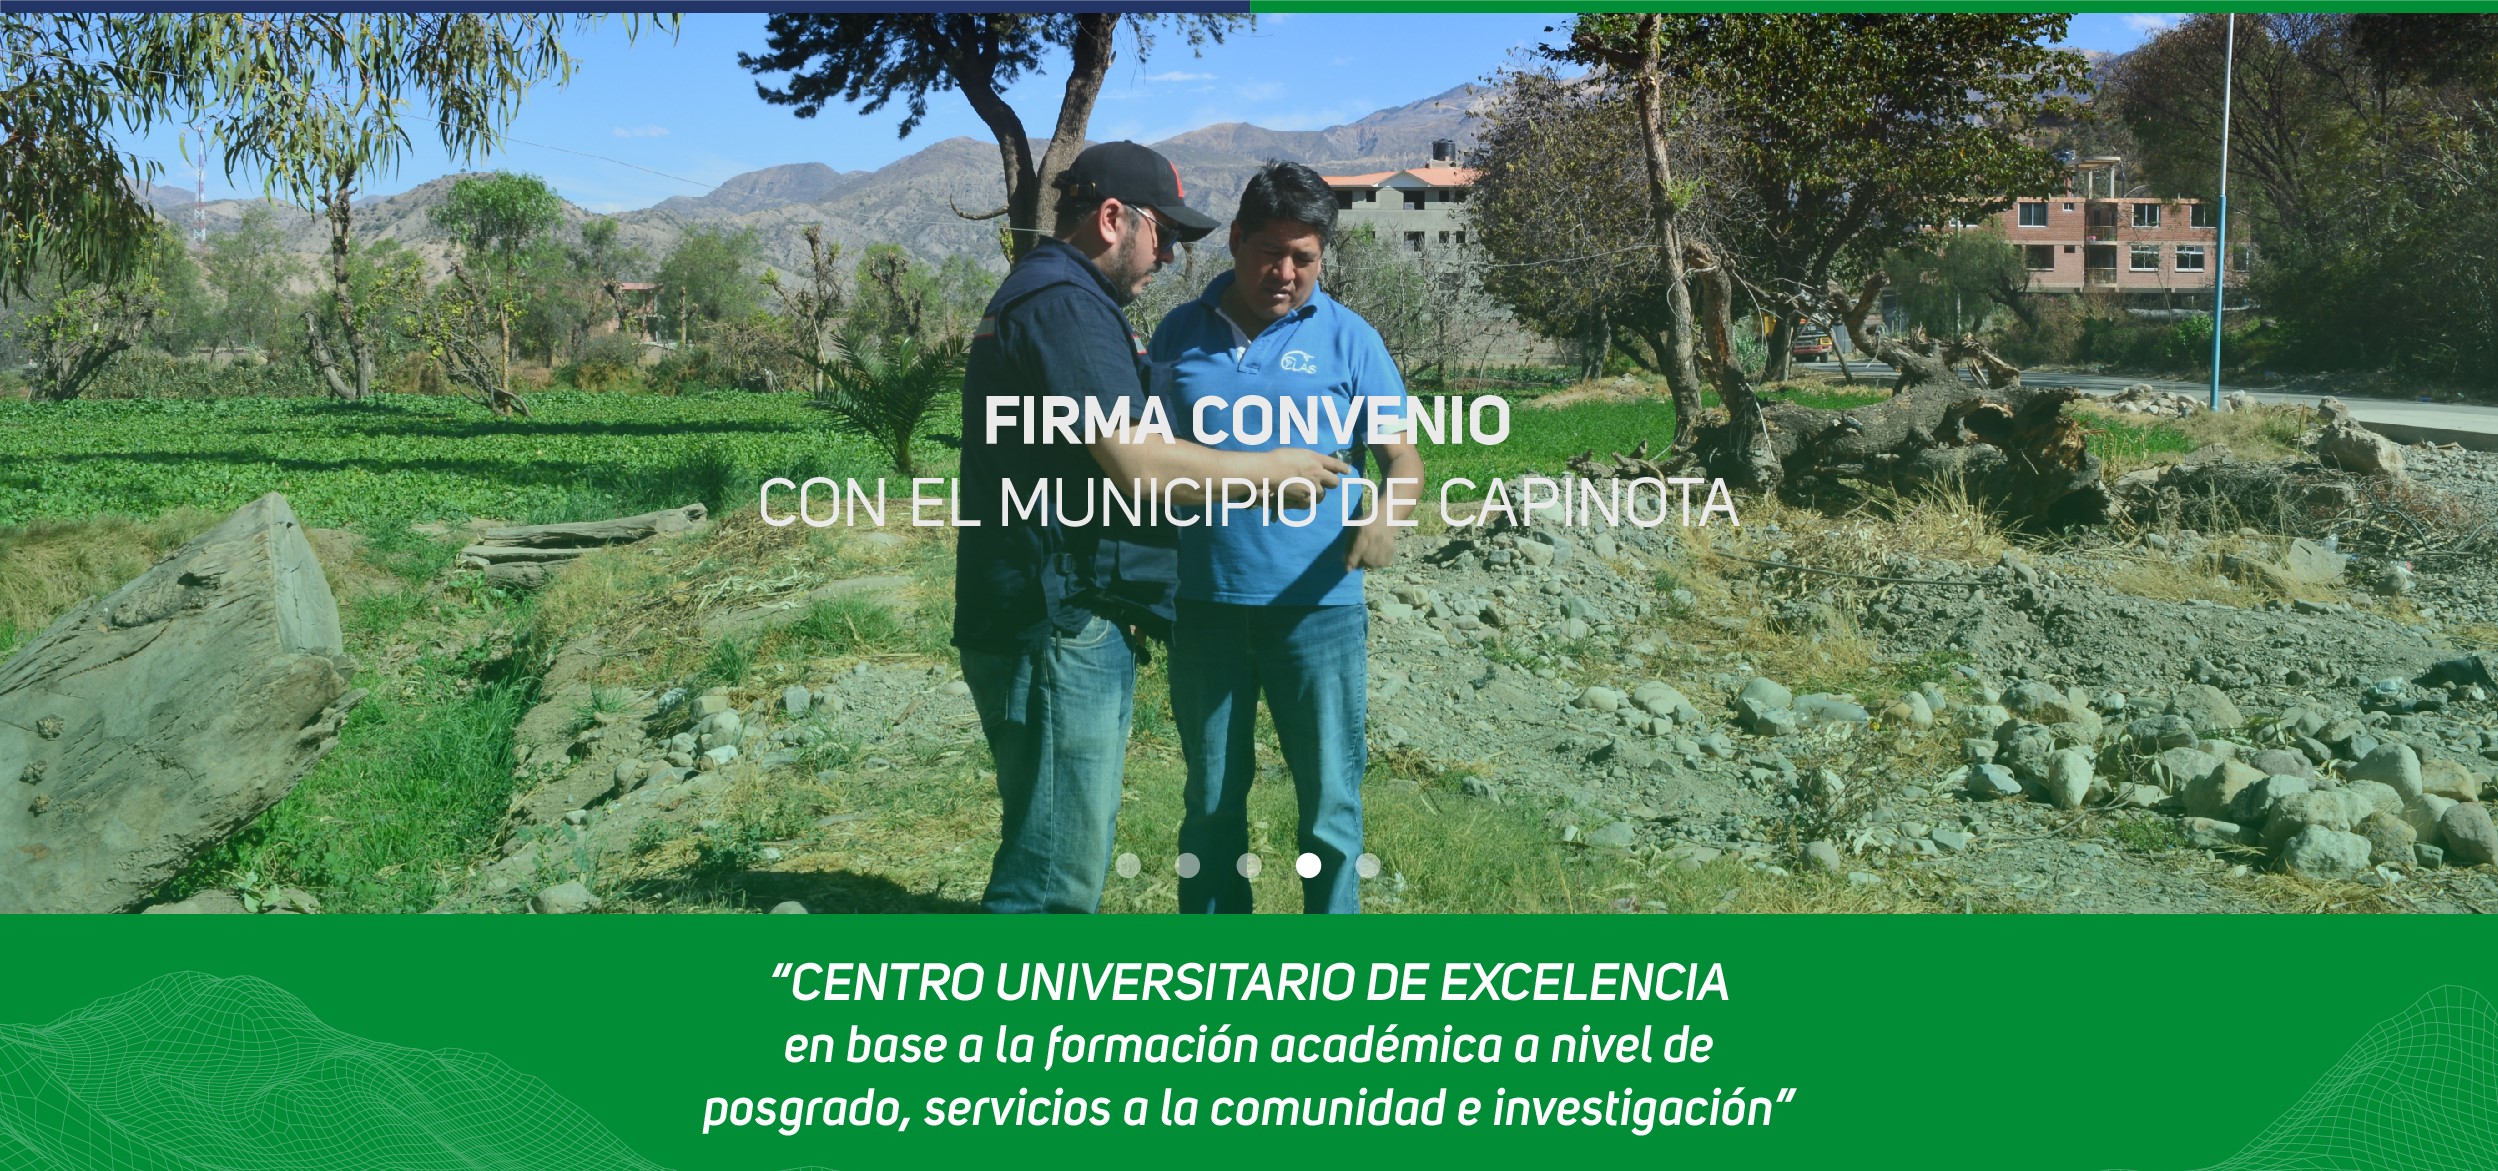 CLAS
FIRMA CONVENIO
CON EL MUNICIPIO DE CAPINOTA
“CENTRO UNIVERSITARIO DE EXCELENCIA
en base a la formación académica a nivel de
posgrado, servicios a la comunidad e investigación”